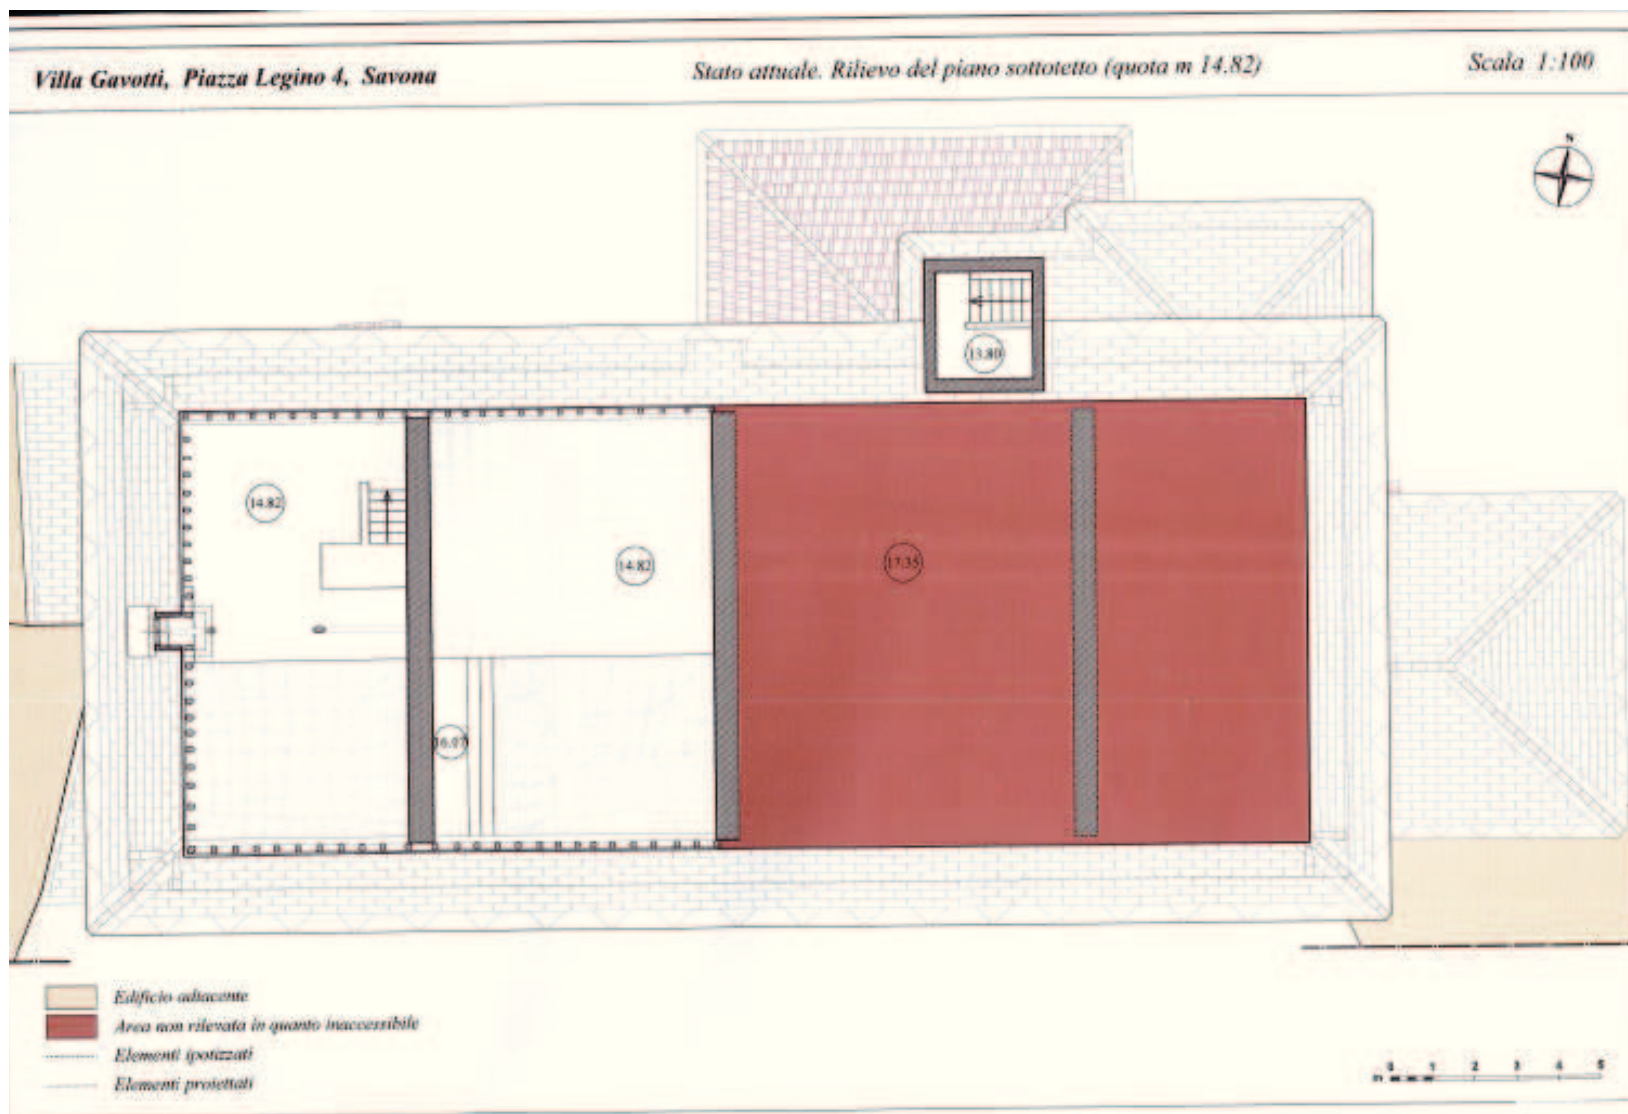 Villa Gavotti, Piazza Legino 4, Savona
Stato attuale. Rilievo del piano sottotetto (quota m 14.82)
Scala 1:100
S
13.80
14.82
14.82
17.35
16.07
Edificio adiacente
Area non rilevata in quanto inaccessibile
Elementi ipotizzati
Elementi proiettati
m 0 1 2 3 4 5